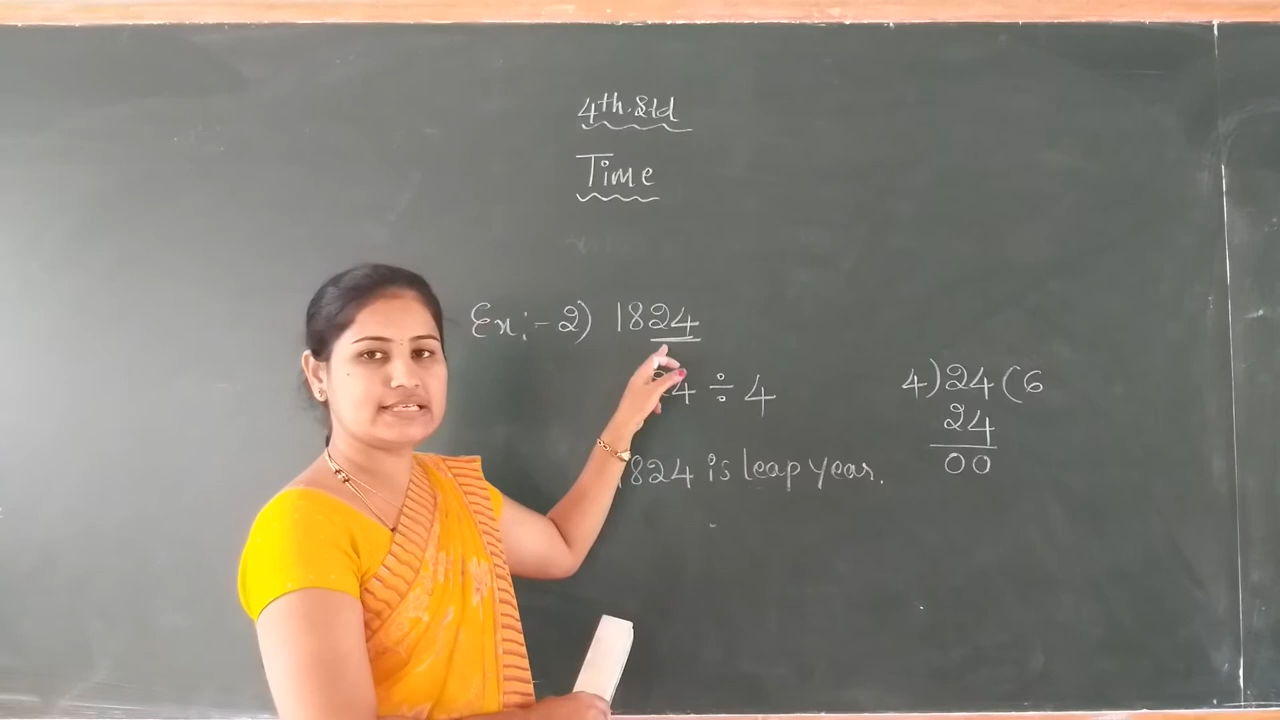 4th.Std
Time
Ex:-2) 1824
24 ÷ 4
1824 is leap year.
4)24(6
24
00